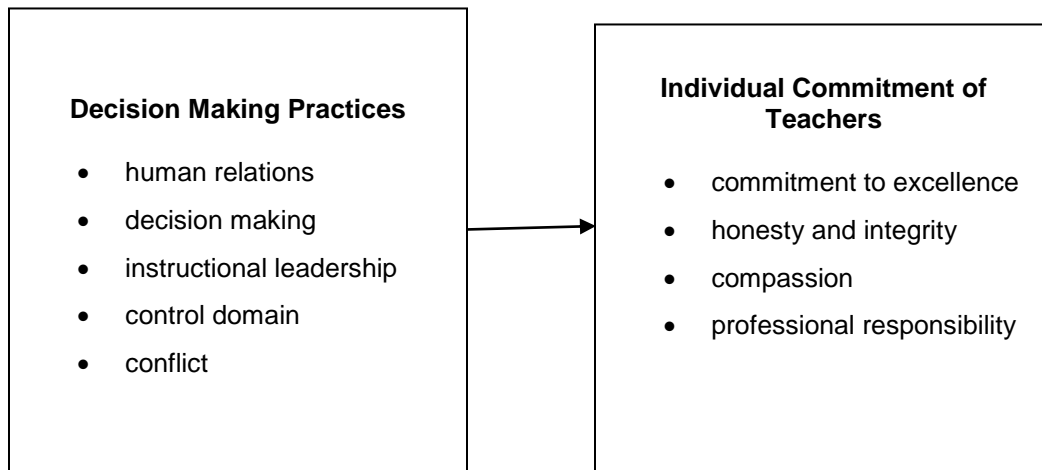 Decision Making Practices
• human relations
• decision making
• instructional leadership
• control domain
• conflict
Individual Commitment of
Teachers
• commitment to excellence
• honesty and integrity
• compassion
• professional responsibility